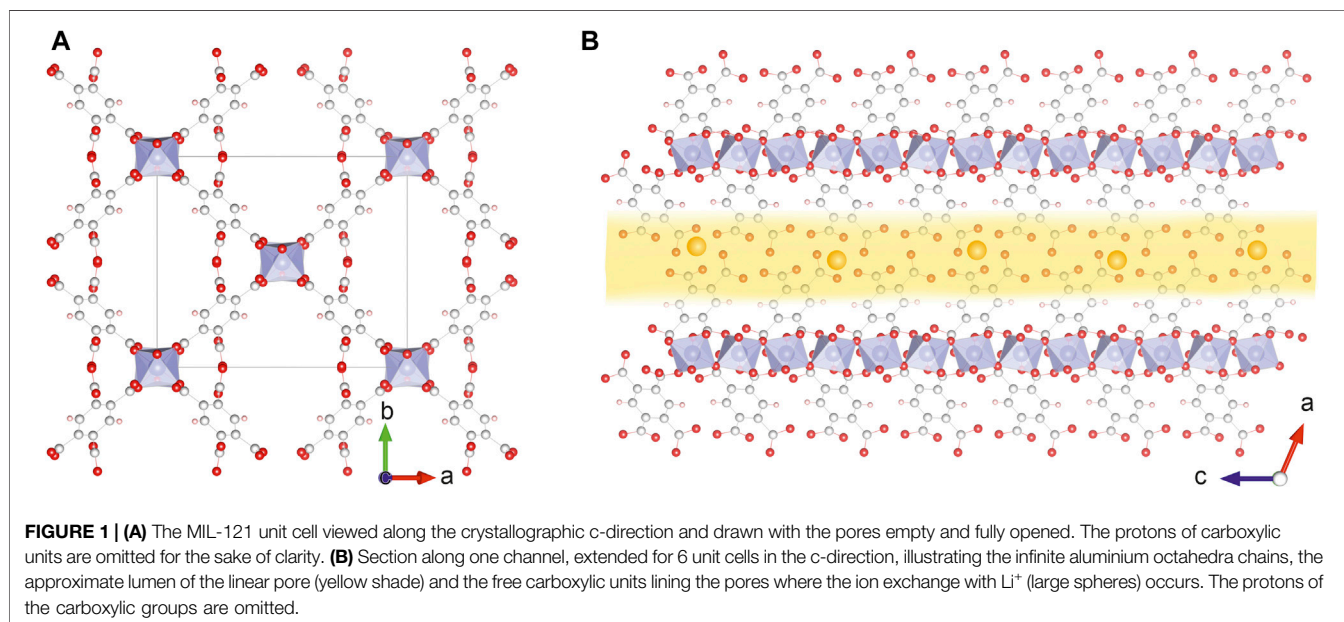 A
B
b
a
a
c
FIGURE 1 | (A) The MIL-121 unit cell viewed along the crystallographic c-direction and drawn with the pores empty and fully opened. The protons of carboxylic
units are omitted for the sake of clarity. (B) Section along one channel, extended for 6 unit cells in the c-direction, illustrating the infinite aluminium octahedra chains, the
approximate lumen of the linear pore (yellow shade) and the free carboxylic units lining the pores where the ion exchange with Li⁺ (large spheres) occurs. The protons of
the carboxylic groups are omitted.